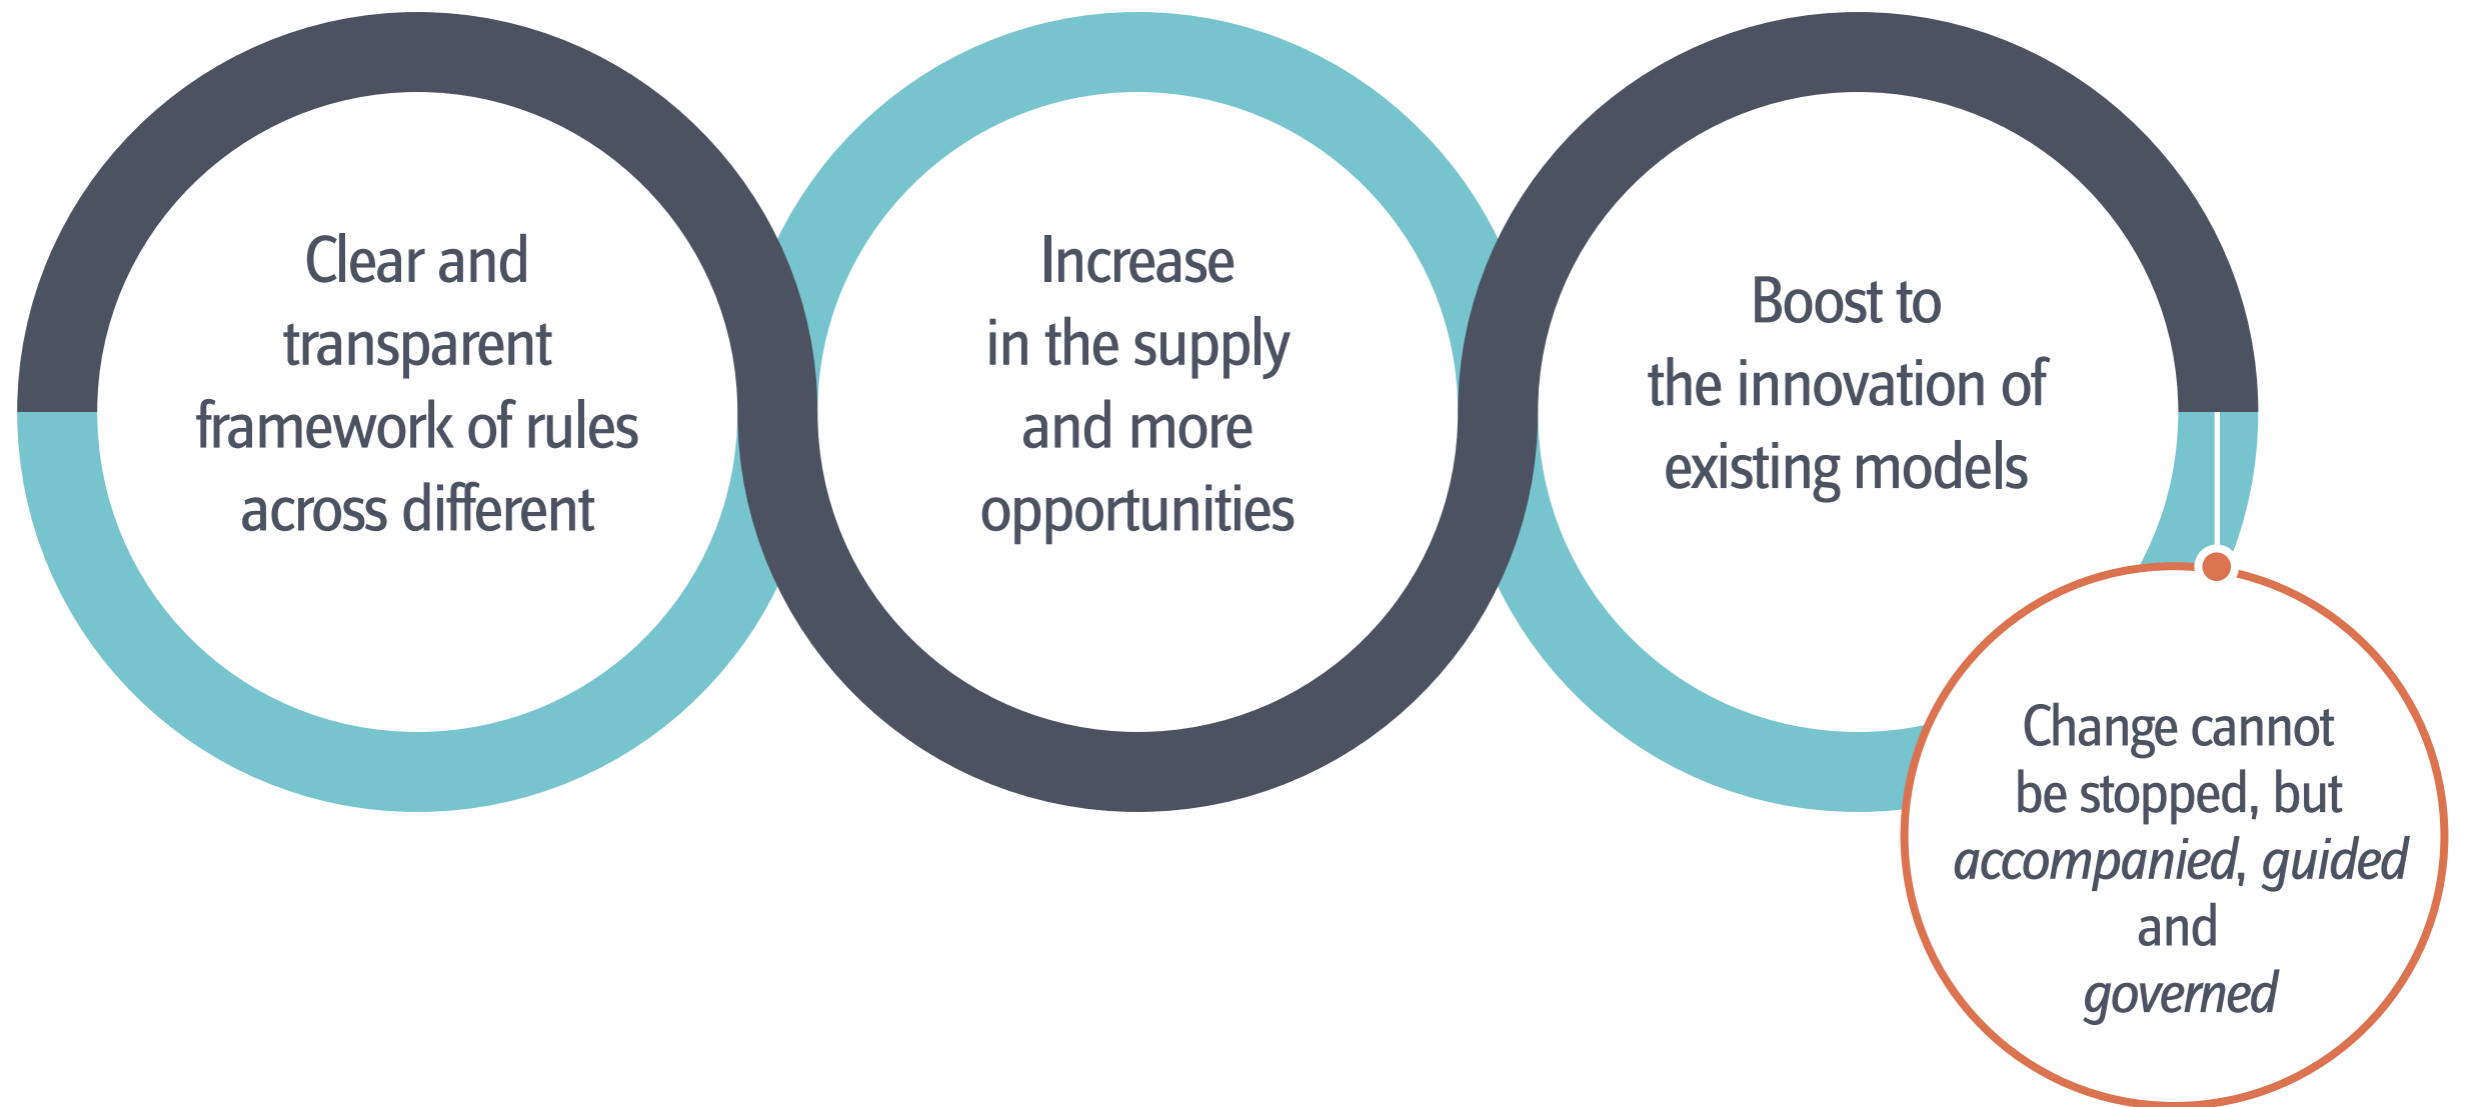 Clear and
transparent
framework of rules
across different
Increase
in the supply
and more
opportunities
Boost to
the innovation of
existing models
Change cannot
be stopped, but
accompanied, guided
and
governed